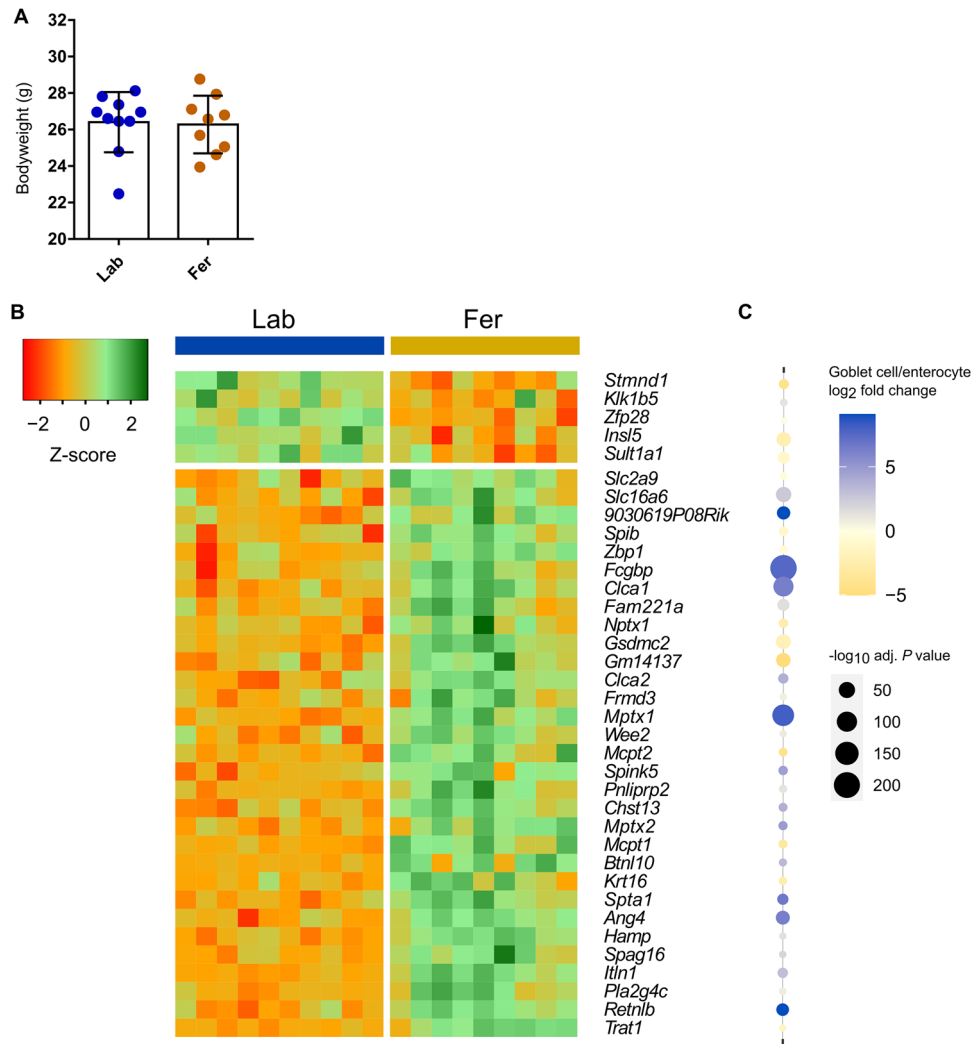 A
32
30
28
26
24
22
20
Bodyweight (g)
Lab
Fer
B
Lab
Fer
−2 0 2
Z-score
Stmnd1
Klk1b5
Zfp28
Insl5
Sult1a1
Slc2a9
Slc16a6
9030619P08Rik
Spib
Zbp1
Fcgbp
Clca1
Fam221a
Nptx1
Gsdmc2
Gm14137
Clca2
Frmd3
Mptx1
Wee2
Mcpt2
Spink5
Pnliprp2
Chst13
Mptx2
Mcpt1
Btnl10
Krt16
Spta1
Ang4
Hamp
Spag16
Itln1
Pla2g4c
Retnlb
Trat1
C
Goblet cell/enterocyte
log2 fold change
5
0
−5
-log10 adj. P value
50
100
150
200